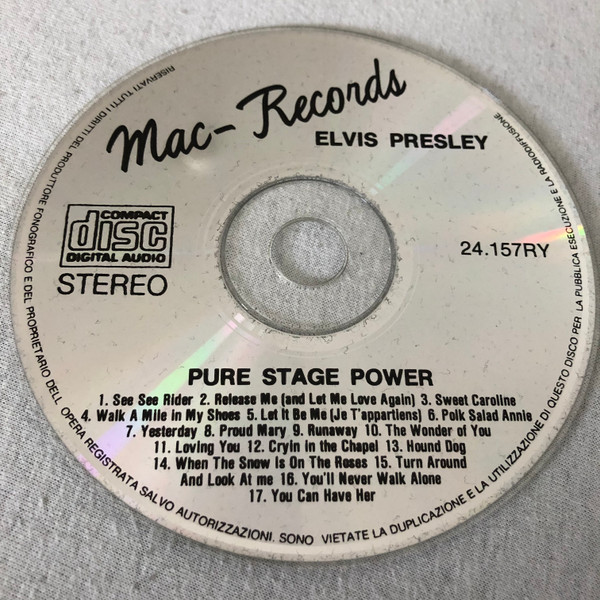 Mac-Records
ELVIS PRESLEY
COMPACT
disc
DIGITAL AUDIO
STEREO
24.157RY
PURE STAGE POWER
1. See See Rider 2. Release Me (and Let Me Love Again) 3. Sweet Caroline
4. Walk A Mile in My Shoes 5. Let It Be Me (Je T'appartiens) 6. Polk Salad Annie
7. Yesterday 8. Proud Mary 9. Runaway 10. The Wonder of You
11. Loving You 12. Cryin in the Chapel 13. Hound Dog
14. When The Snow Is On The Roses 15. Turn Around
And Look at me 16. You'll Never Walk Alone
17. You Can Have Her
RISERVATI TUTTI I DIRITTI DEL PRODUTTORE FONOGRAFICO E DEL PROPRIETARIO DELL OPERA REGISTRATA SALVO AUTORIZZAZIONI. SONO VIETATE LA DUPLICAZIONE E LA UTILIZZAZIONE DI QUESTO DISCO PER LA PUBBLICA ESECUZIONE E LA RADIODIFFUSIONE